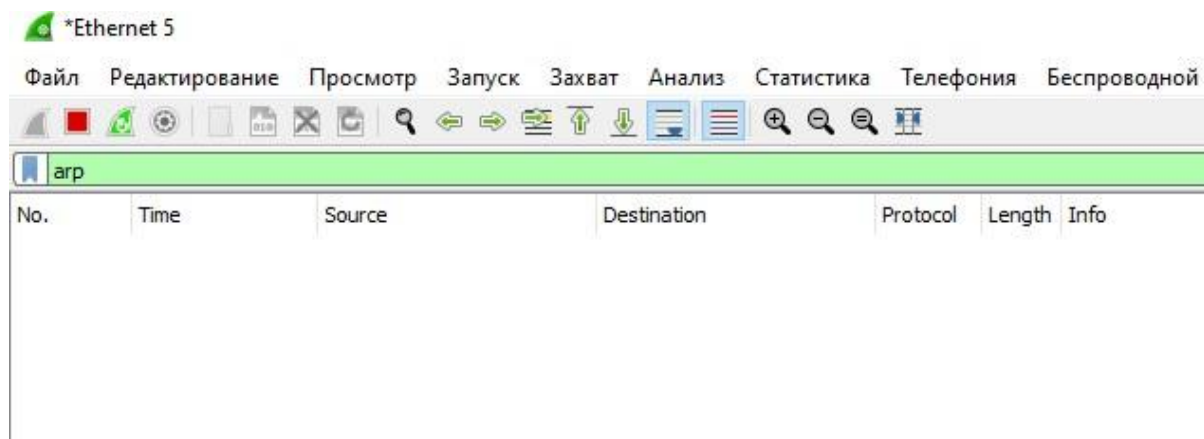 *Ethernet 5
Файл Редактирование Просмотр Запуск Захват Анализ Статистика Телефония Беспроводной
arp
No. Time Source Destination Protocol Length Info